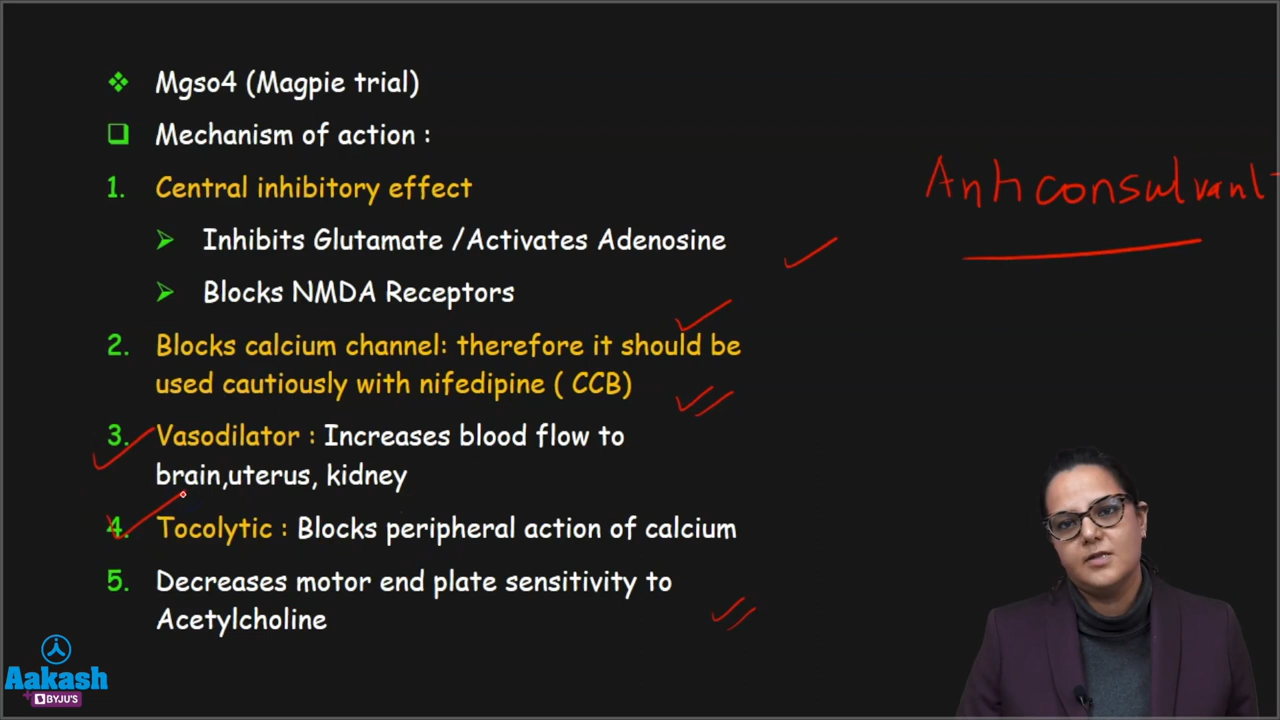 Mgso4 (Magpie trial)
Mechanism of action :
1. Central inhibitory effect
Inhibits Glutamate /Activates Adenosine
Blocks NMDA Receptors
2. Blocks calcium channel: therefore it should be
used cautiously with nifedipine ( CCB)
3. Vasodilator : Increases blood flow to
brain,uterus, kidney
4. Tocolytic : Blocks peripheral action of calcium
5. Decreases motor end plate sensitivity to
Acetylcholine
Anticonsulvant
Aakash
+ BYJU'S